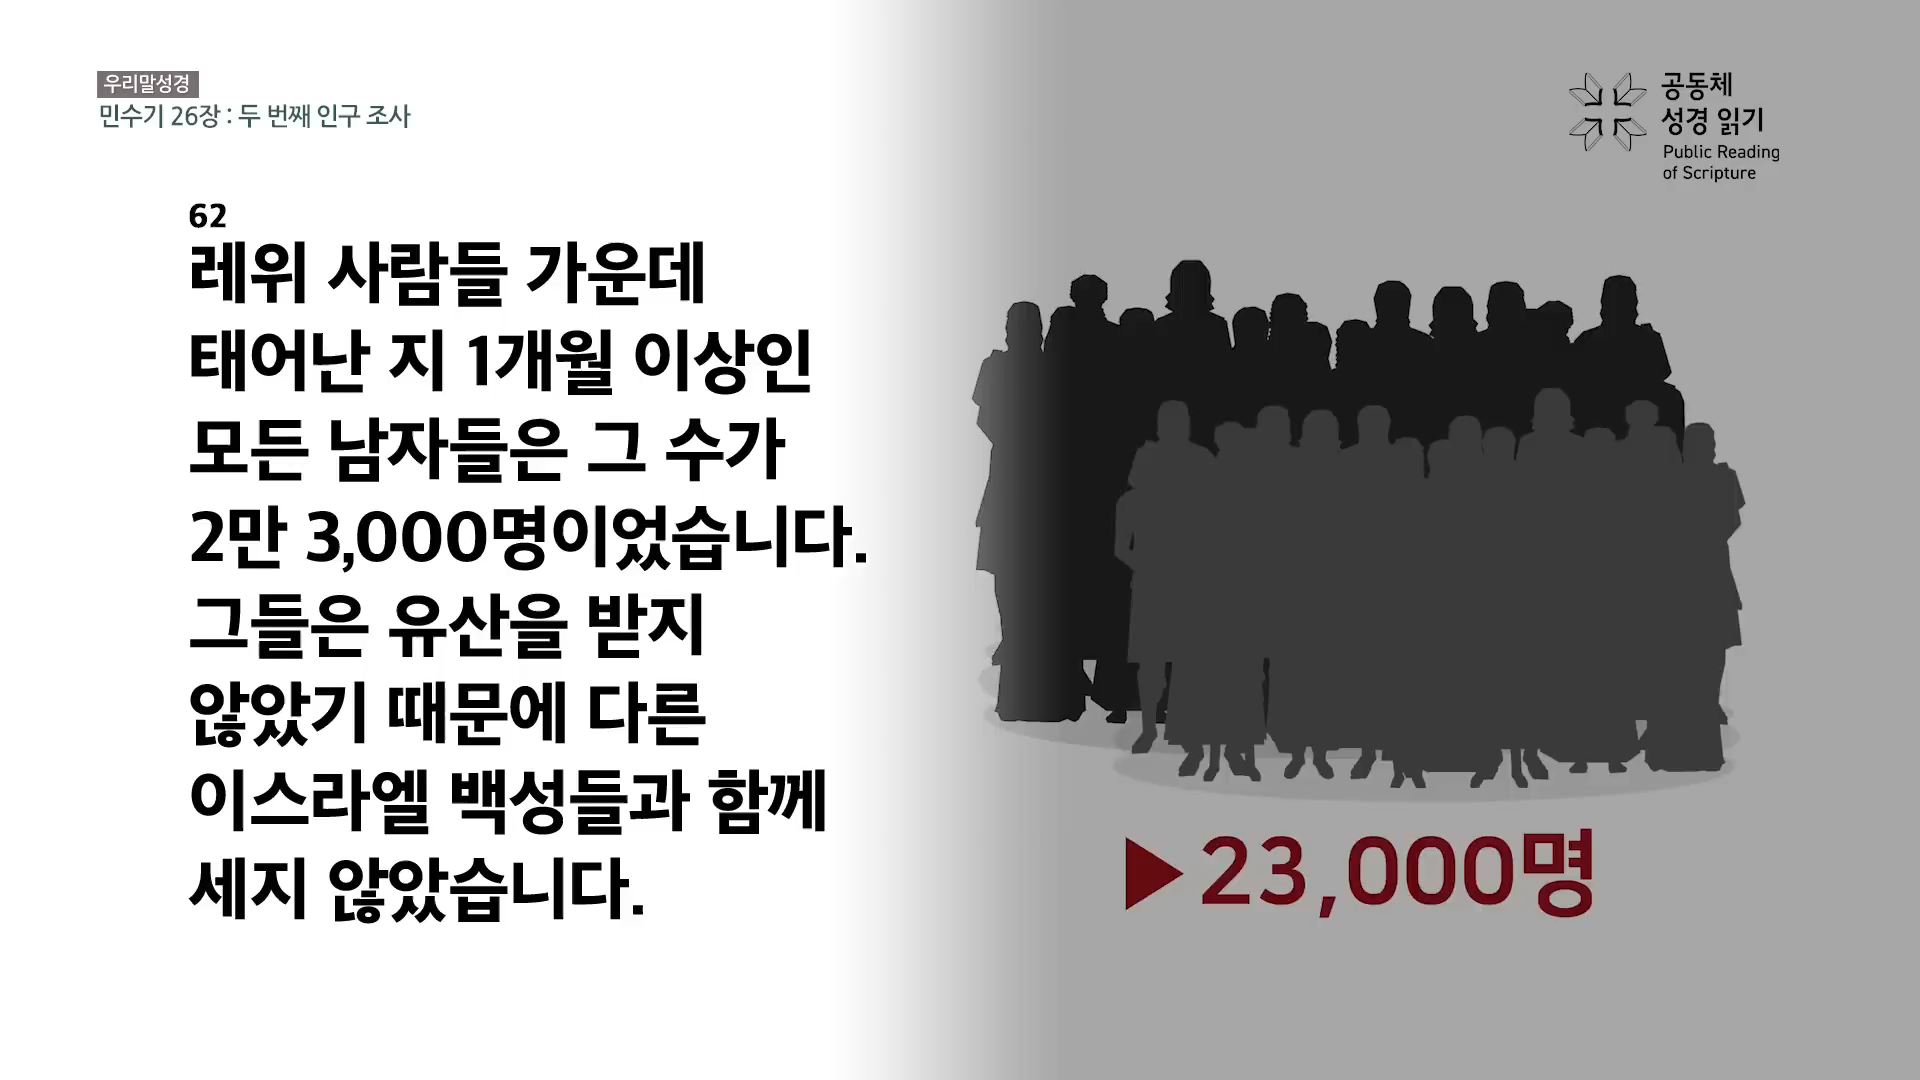 우리말성경
민수기 26장 : 두 번째 인구 조사
공동체
성경 읽기
Public Reading
of Scripture
62
레위 사람들 가운데
태어난 지 1개월 이상인
모든 남자들은 그 수가
2만 3,000명이었습니다.
그들은 유산을 받지
않았기 때문에 다른
이스라엘 백성들과 함께
세지 않았습니다.
▶23,000명